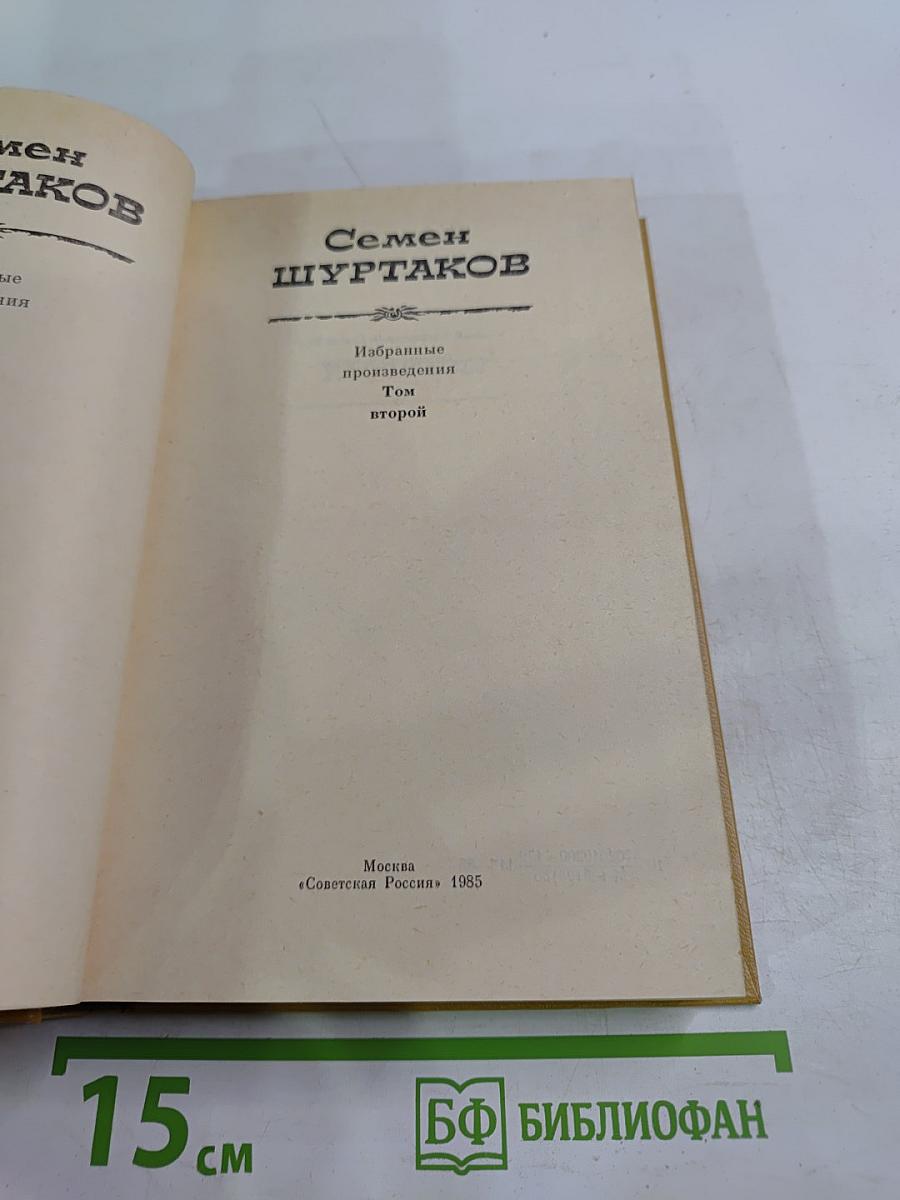 Семен
ШУРТАКОВ
Избранные
произведения
Том
второй
Москва
«Советская Россия» 1985
15 см
БФ БИБЛИОФАН